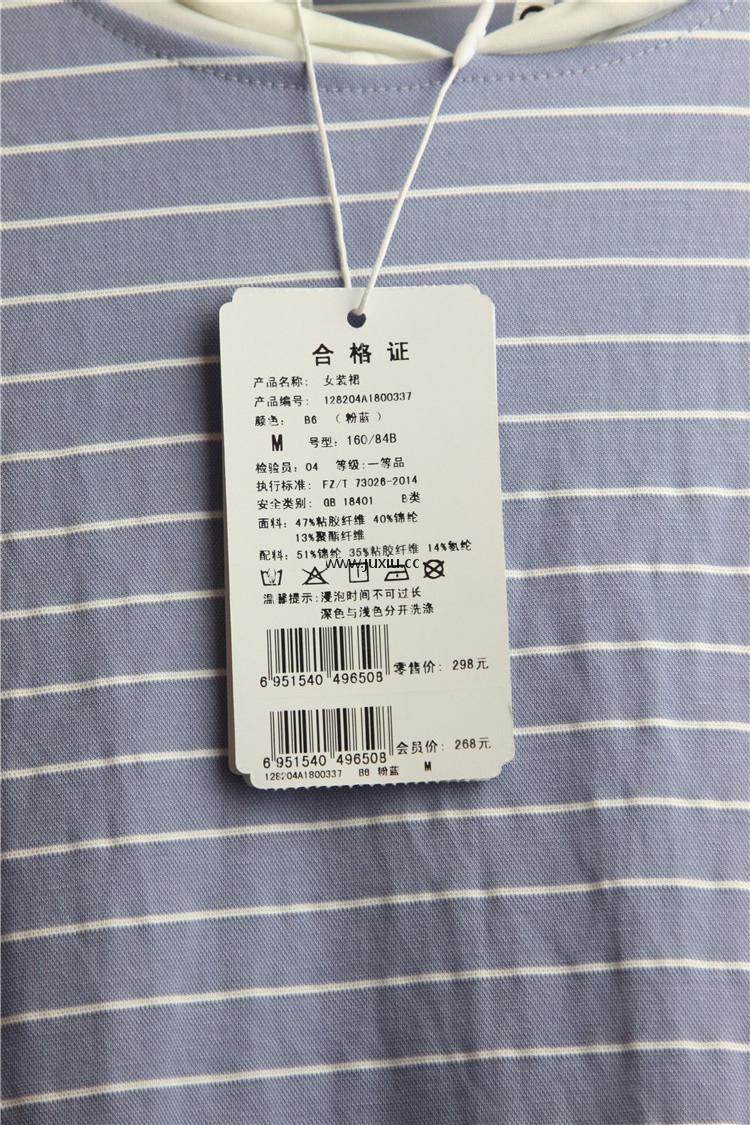 合格证
产品名称: 女装裙
产品编号: 128204A1800337
颜色: B6 （粉蓝）
M 号型: 160/84B
检验员: 04 等级:一等品
执行标准: FZ/T 73026-2014
安全类别: GB 18401 B类
面料: 47%粘胶纤维 40%锦纶
13%聚酯纤维
配料: 51%锦纶 35%粘胶纤维 14%氨纶
www.juxiu.cc
温馨提示:浸泡时间不可过长
深色与浅色分开洗涤
6 951540 496508 零售价: 298元
6 951540 496508 会员价: 268元
128204A1800337 B6 粉蓝 M